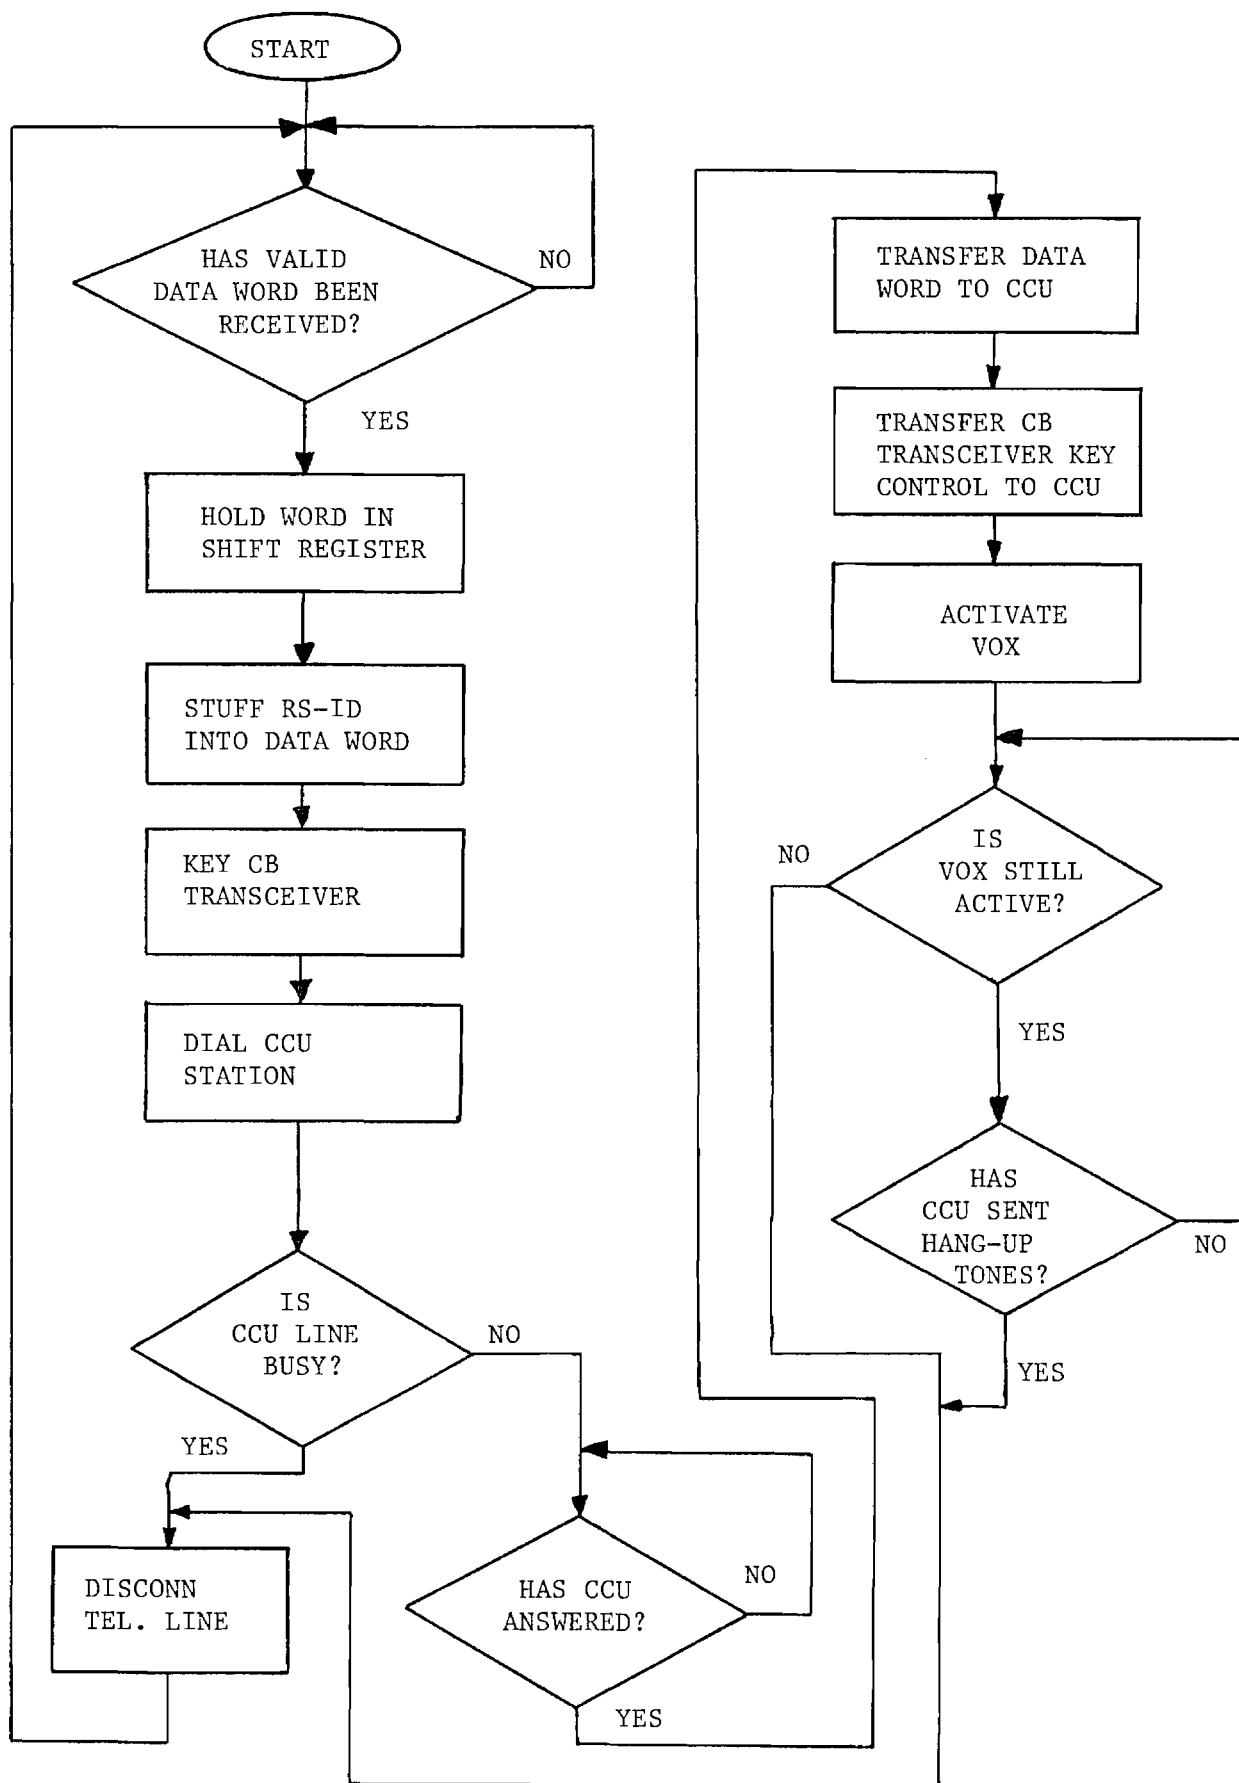 START
HAS VALID
DATA WORD BEEN
RECEIVED?
NO
YES
HOLD WORD IN
SHIFT REGISTER
STUFF RS-ID
INTO DATA WORD
KEY CB
TRANSCEIVER
DIAL CCU
STATION
IS
CCU LINE
BUSY?
NO
YES
DISCONN
TEL. LINE
HAS CCU
ANSWERED?
NO
YES
TRANSFER DATA
WORD TO CCU
TRANSFER CB
TRANSCEIVER KEY
CONTROL TO CCU
ACTIVATE
VOX
IS
VOX STILL
ACTIVE?
NO
YES
HAS
CCU SENT
HANG-UP
TONES?
NO
YES